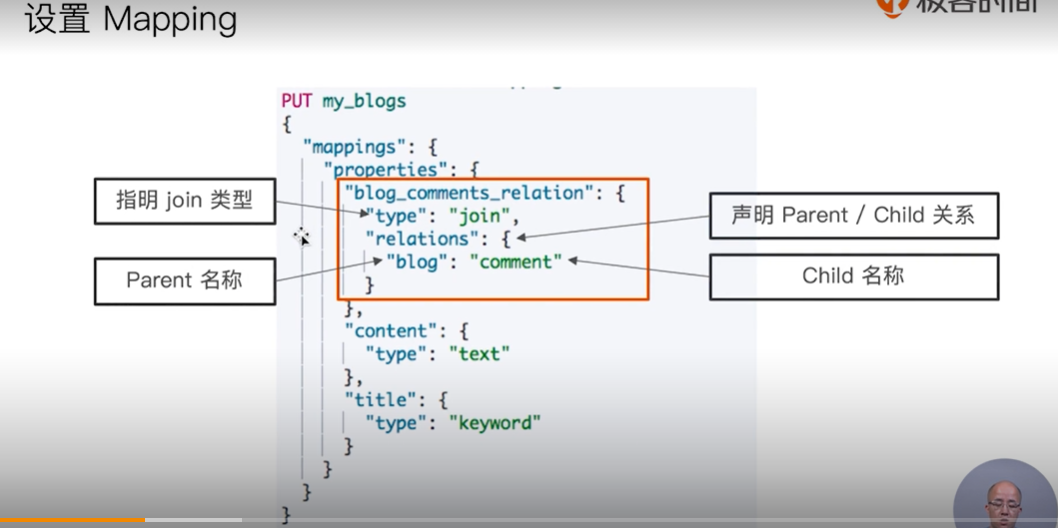 设置 Mapping
极客时间
PUT my_blogs
{
"mappings": {
"properties": {
"blog_comments_relation": {
"type": "join",
"relations": {
"blog": "comment"
}
},
"content": {
"type": "text"
},
"title": {
"type": "keyword"
}
}
}
}
指明 join 类型
Parent 名称
声明 Parent / Child 关系
Child 名称